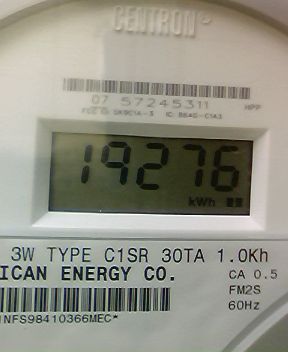 CENTRON
07 57245311 HPP
19276
kWh
3W TYPE C1SR 30TA 1.0Kh
ICAN ENERGY CO. CA 0.5
FM2S
60Hz
NFS98410366MEC*